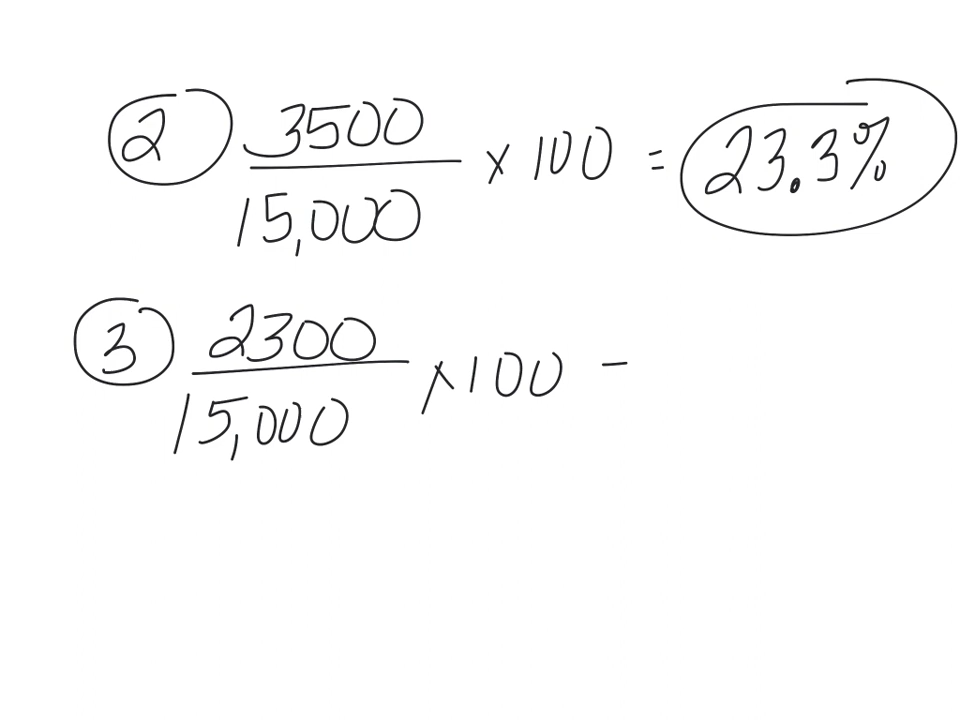 ② 3500
15,000 × 100 = 23.3%
③ 2300
15,000 ×100 –